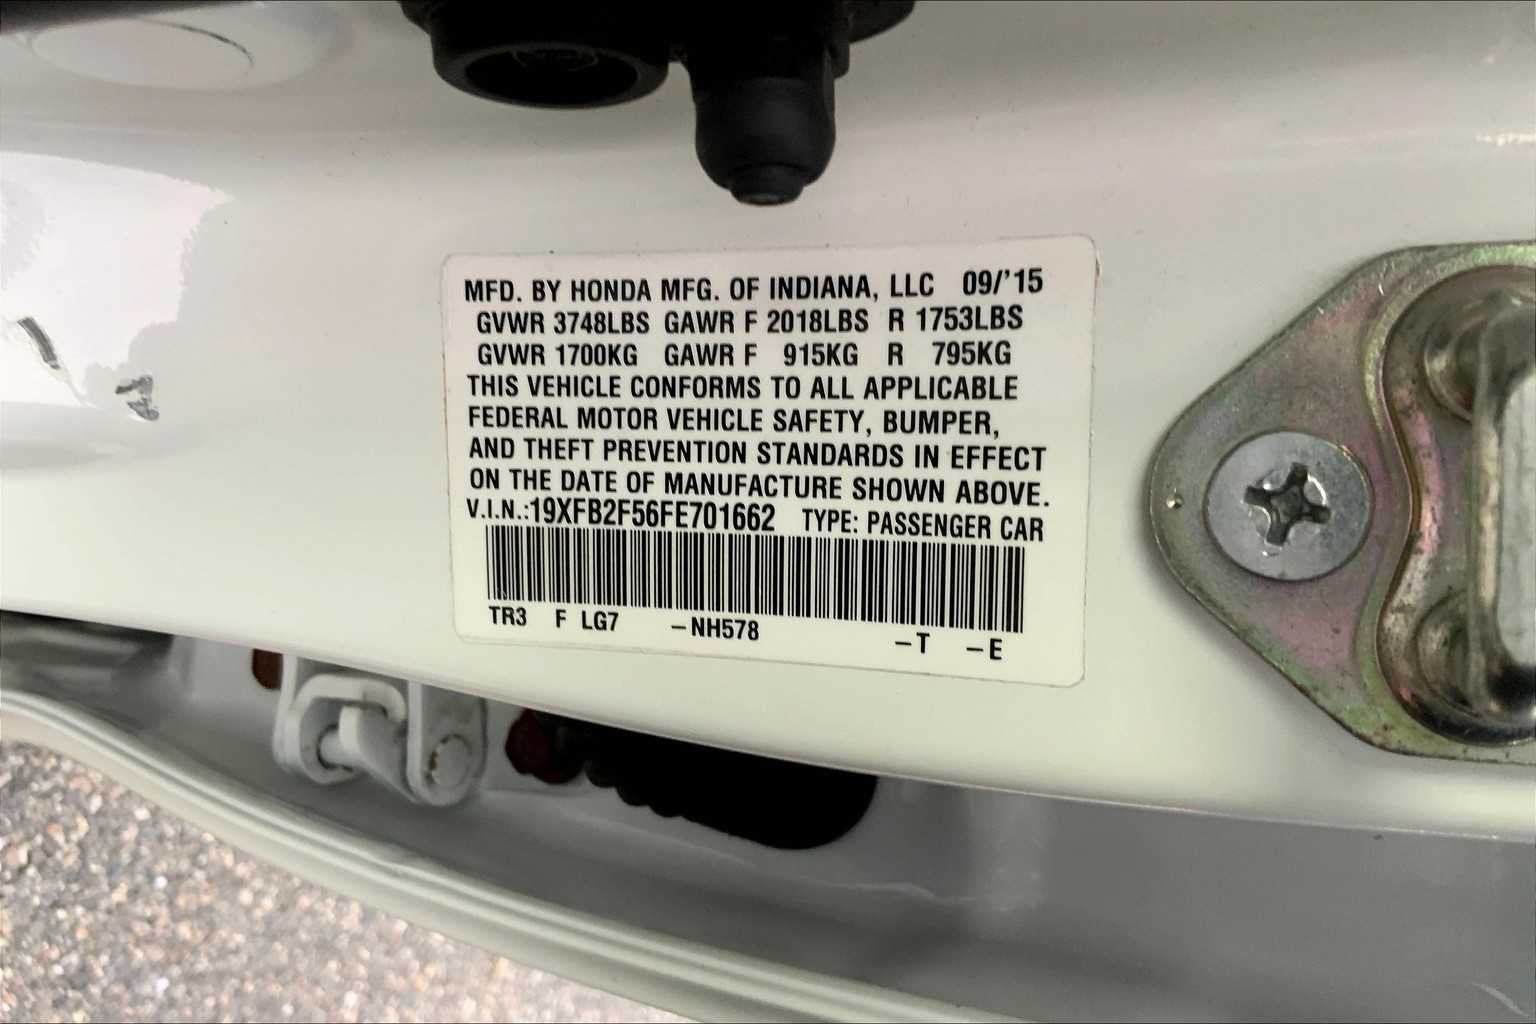 MFD. BY HONDA MFG. OF INDIANA, LLC 09/'15
GVWR 3748LBS GAWR F 2018LBS R 1753LBS
GVWR 1700KG GAWR F 915KG R 795KG
THIS VEHICLE CONFORMS TO ALL APPLICABLE
FEDERAL MOTOR VEHICLE SAFETY, BUMPER,
AND THEFT PREVENTION STANDARDS IN EFFECT
ON THE DATE OF MANUFACTURE SHOWN ABOVE.
V.I.N.:19XFB2F56FE701662 TYPE: PASSENGER CAR
TR3 F LG7 –NH578 –T –E